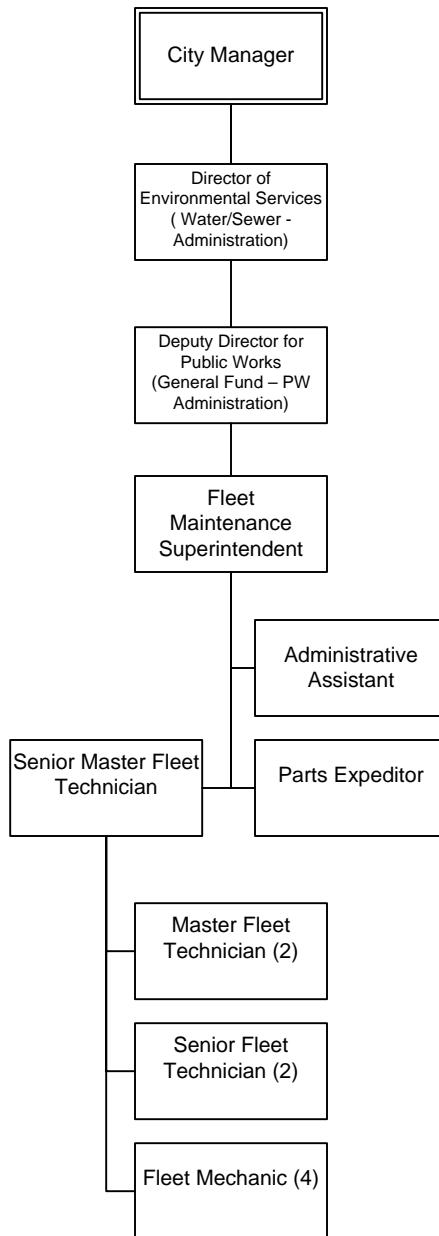 City Manager
Director of
Environmental Services
( Water/Sewer -
Administration)
Deputy Director for
Public Works
(General Fund – PW
Administration)
Fleet
Maintenance
Superintendent
Administrative
Assistant
Senior Master Fleet
Technician
Parts Expeditor
Master Fleet
Technician (2)
Senior Fleet
Technician (2)
Fleet Mechanic (4)